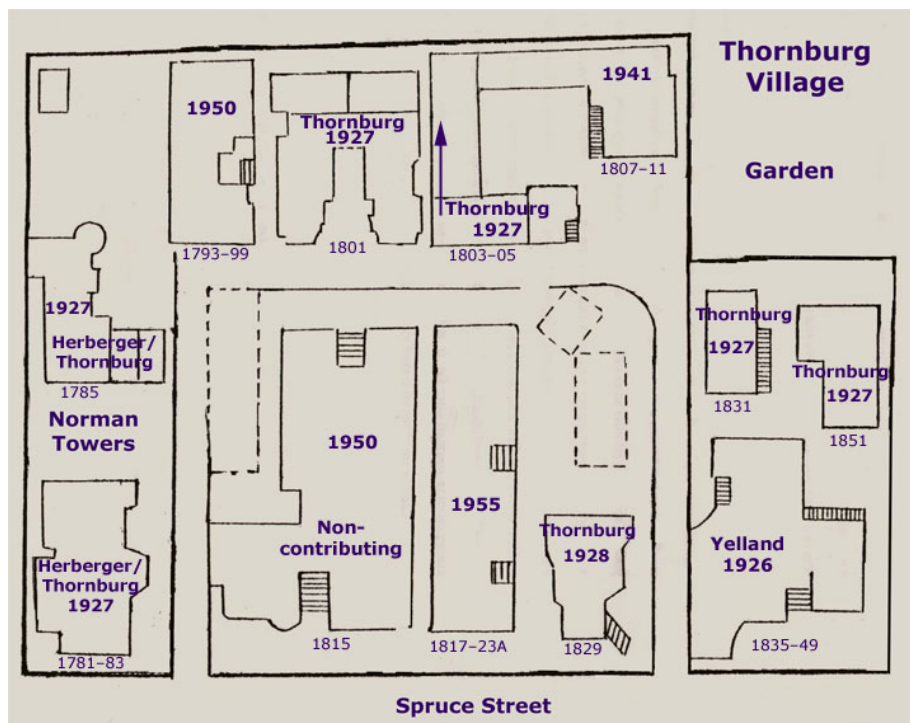 Thornburg
Village
1941
1950
Thornburg
1927
1807–11
Garden
Thornburg
1927
1793–99
1801
1803–05
1927
Herberger/
Thornburg
1785
Thornburg
1927
1831
Thornburg
1927
1851
Norman
Towers
1950
1955
Non-
contributing
Thornburg
1928
Yelland
1926
Herberger/
Thornburg
1927
1781–83
1815
1817–23A
1829
1835–49
Spruce Street